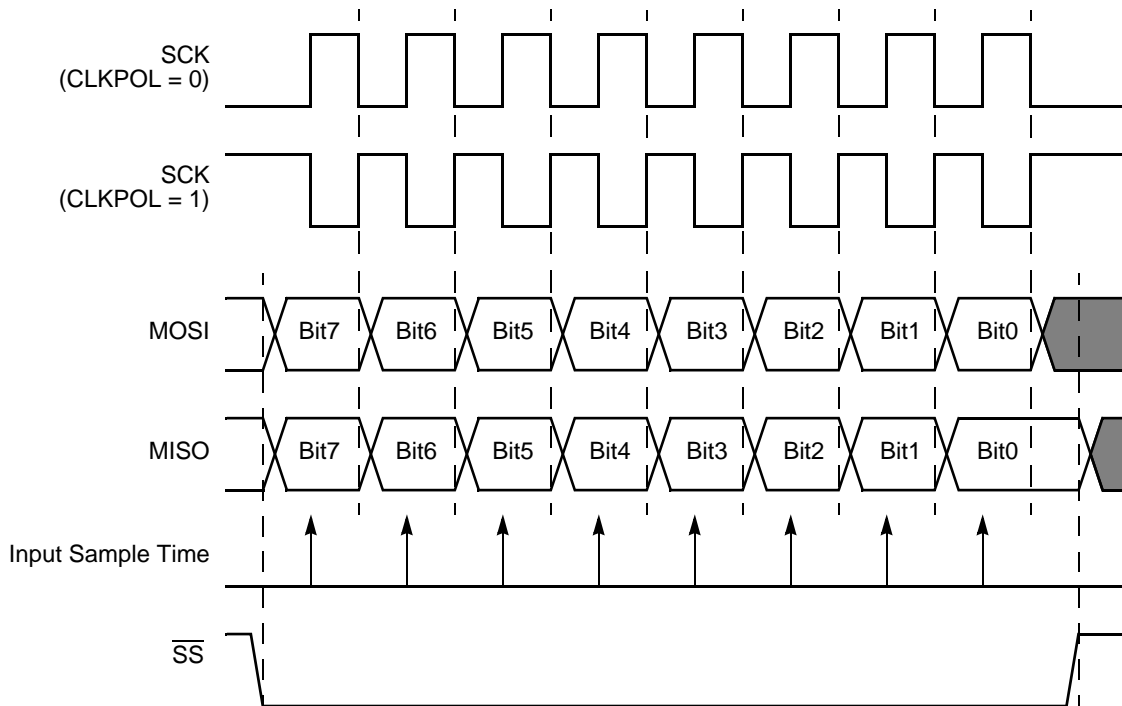 SCK
(CLKPOL = 0)
SCK
(CLKPOL = 1)
MOSI Bit7 Bit6 Bit5 Bit4 Bit3 Bit2 Bit1 Bit0
MISO Bit7 Bit6 Bit5 Bit4 Bit3 Bit2 Bit1 Bit0
Input Sample Time
SS